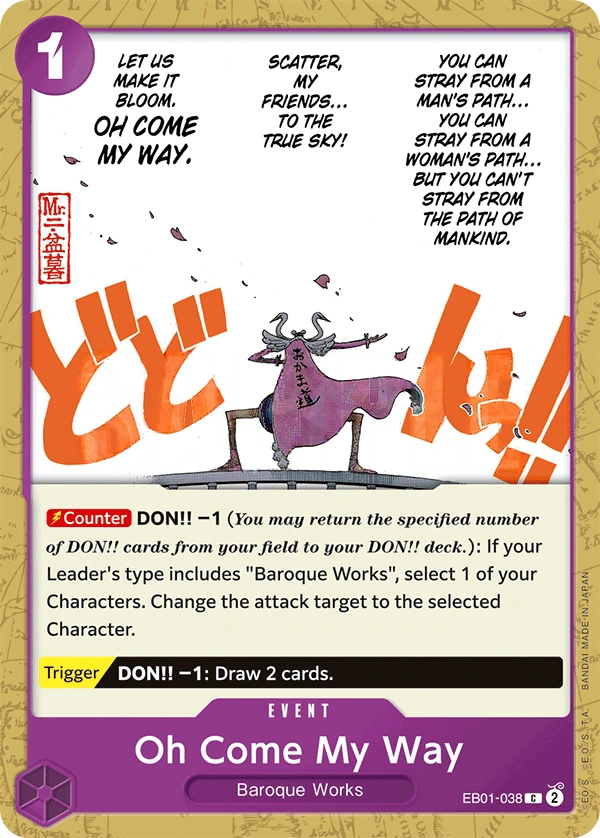 1
LET US
MAKE IT
BLOOM.
OH COME
MY WAY.
SCATTER,
MY
FRIENDS...
TO THE
TRUE SKY!
YOU CAN
STRAY FROM A
MAN'S PATH...
YOU CAN
STRAY FROM A
WOMAN'S PATH...
BUT YOU CAN'T
STRAY FROM
THE PATH OF
MANKIND.
Mr.二・盆暮
どど
ん!!
おかま道
Counter DON!! −1 (You may return the specified number
of DON!! cards from your field to your DON!! deck.): If your
Leader's type includes "Baroque Works", select 1 of your
Characters. Change the attack target to the selected
Character.
Trigger DON!! −1: Draw 2 cards.
EVENT
Oh Come My Way
Baroque Works
EB01-038 C 2
©E.O./S. ©E.O./S.,T.A. BANDAI MADE IN JAPAN